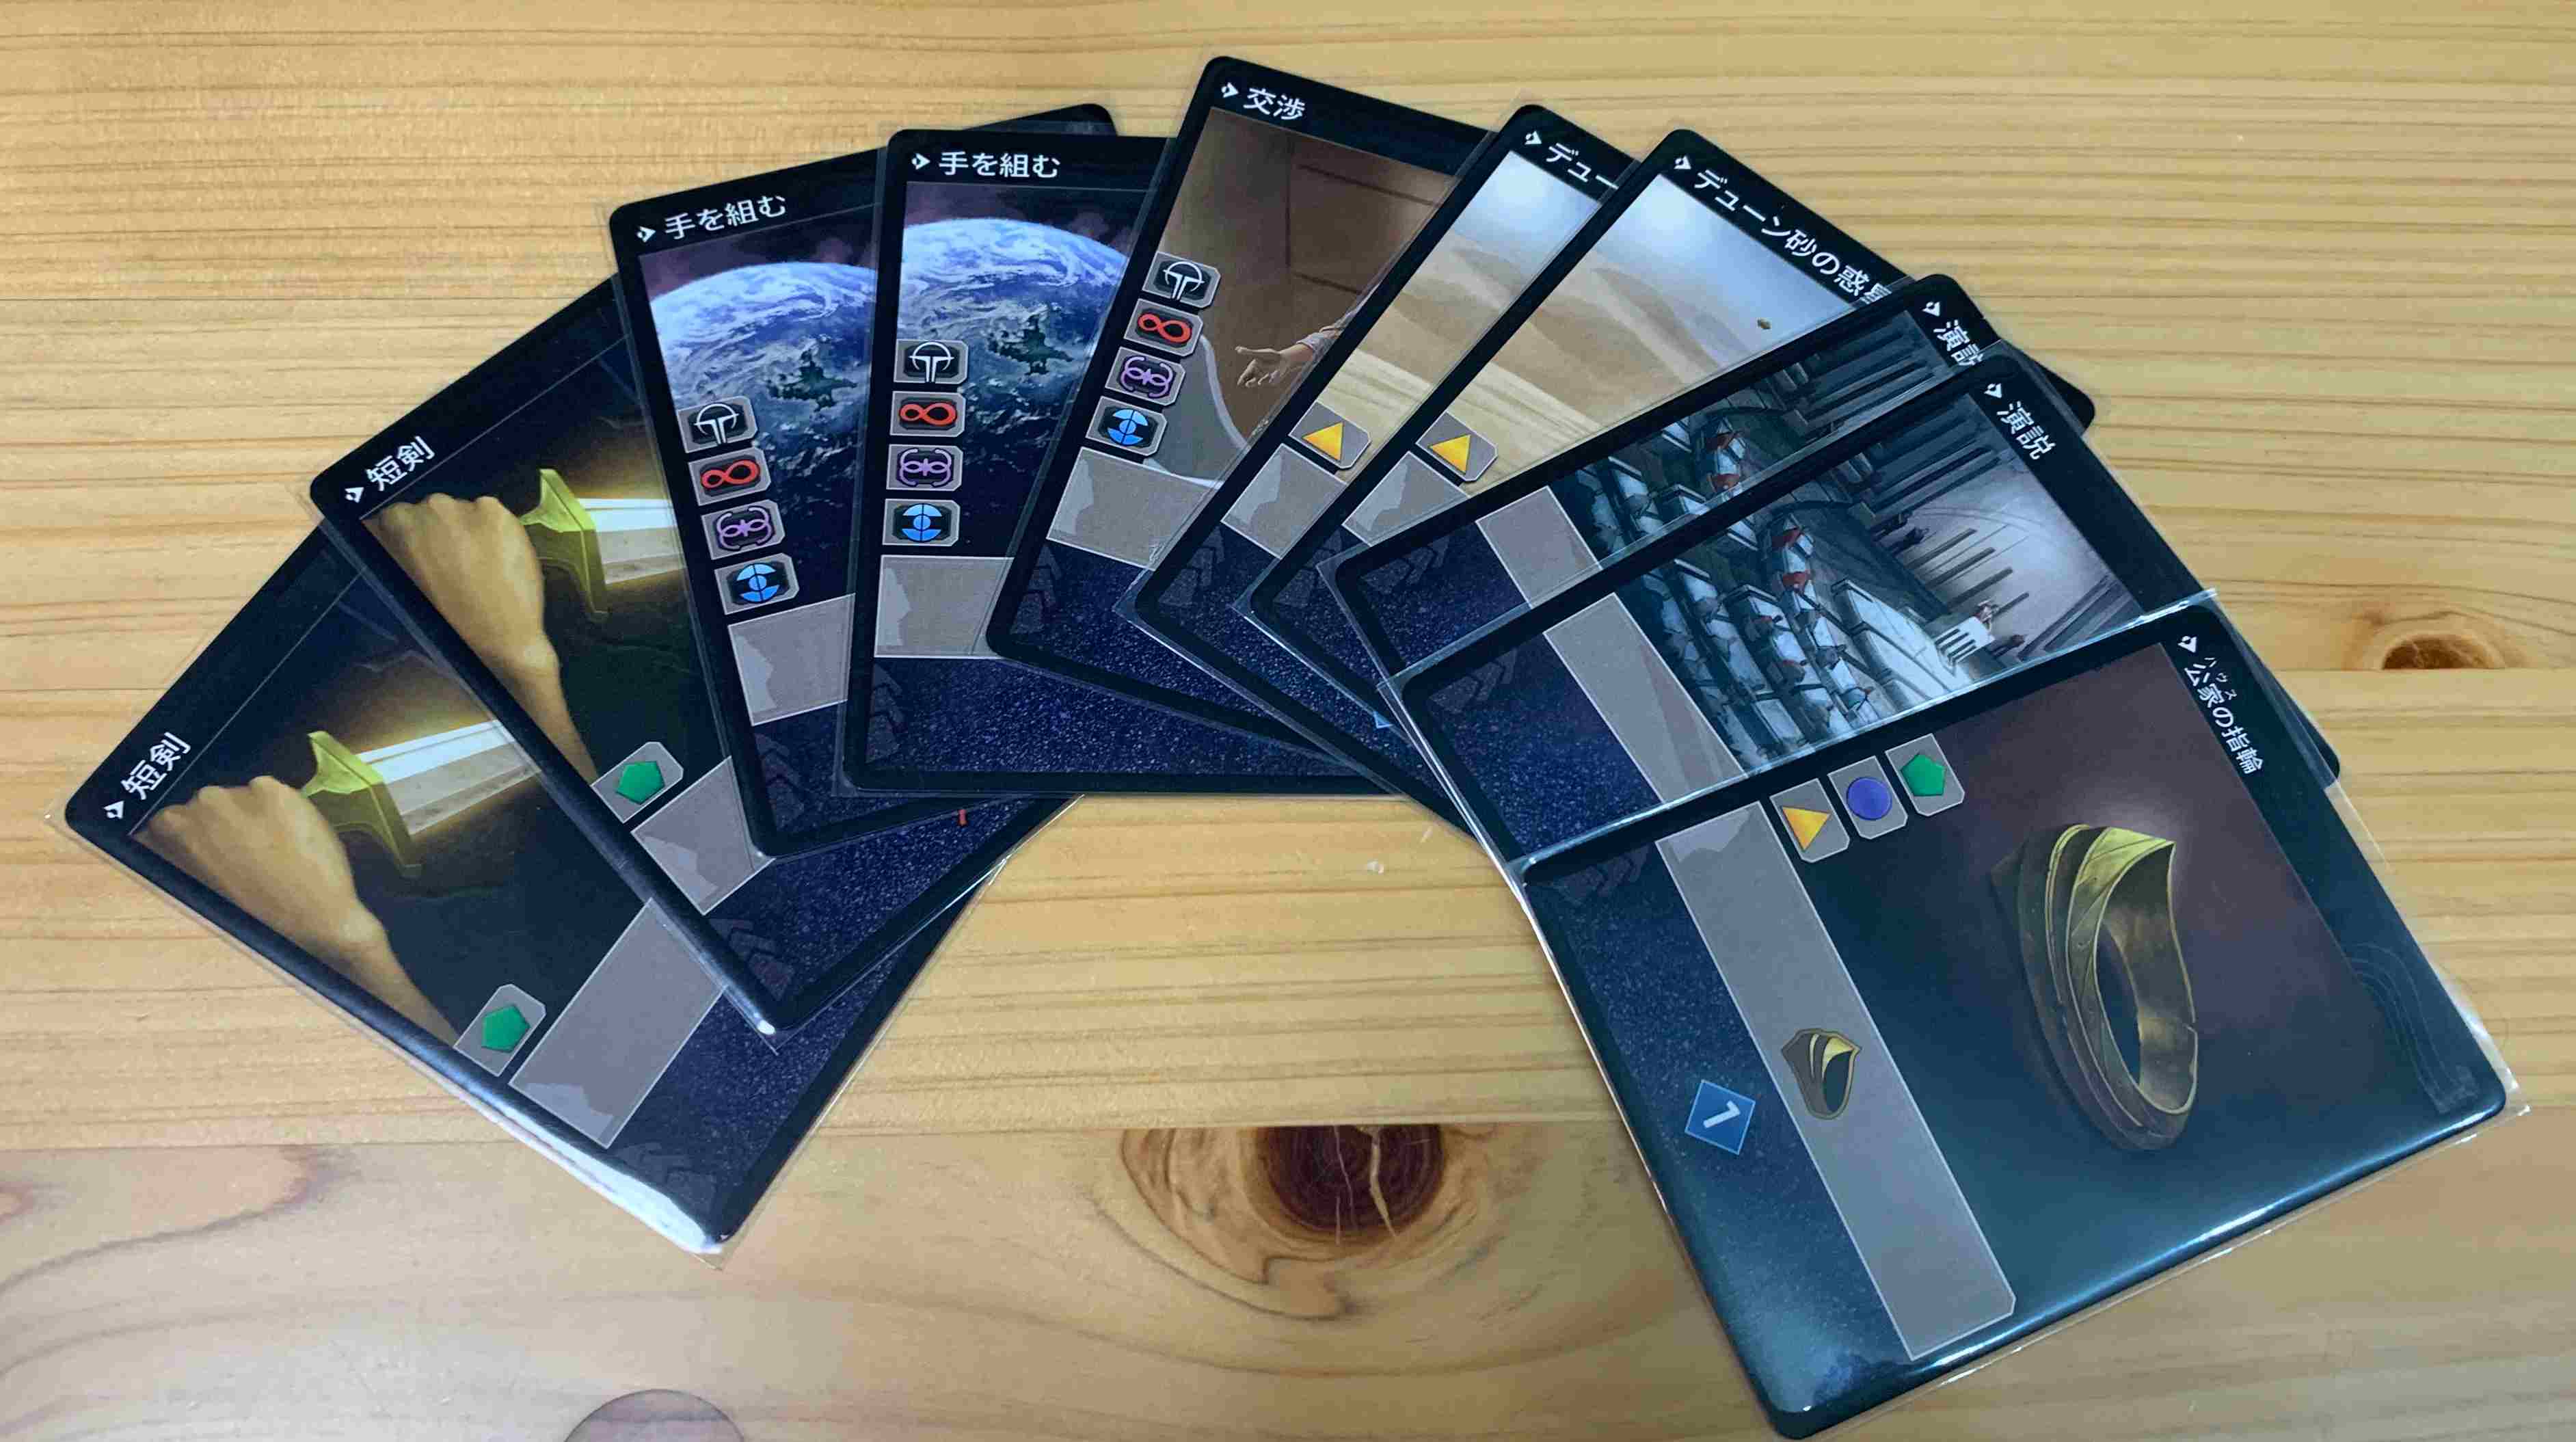 短剣
短剣
手を組む
手を組む
交渉
デュー
デューン砂の惑星
演説
演説
公家の指輪
ハウス
1